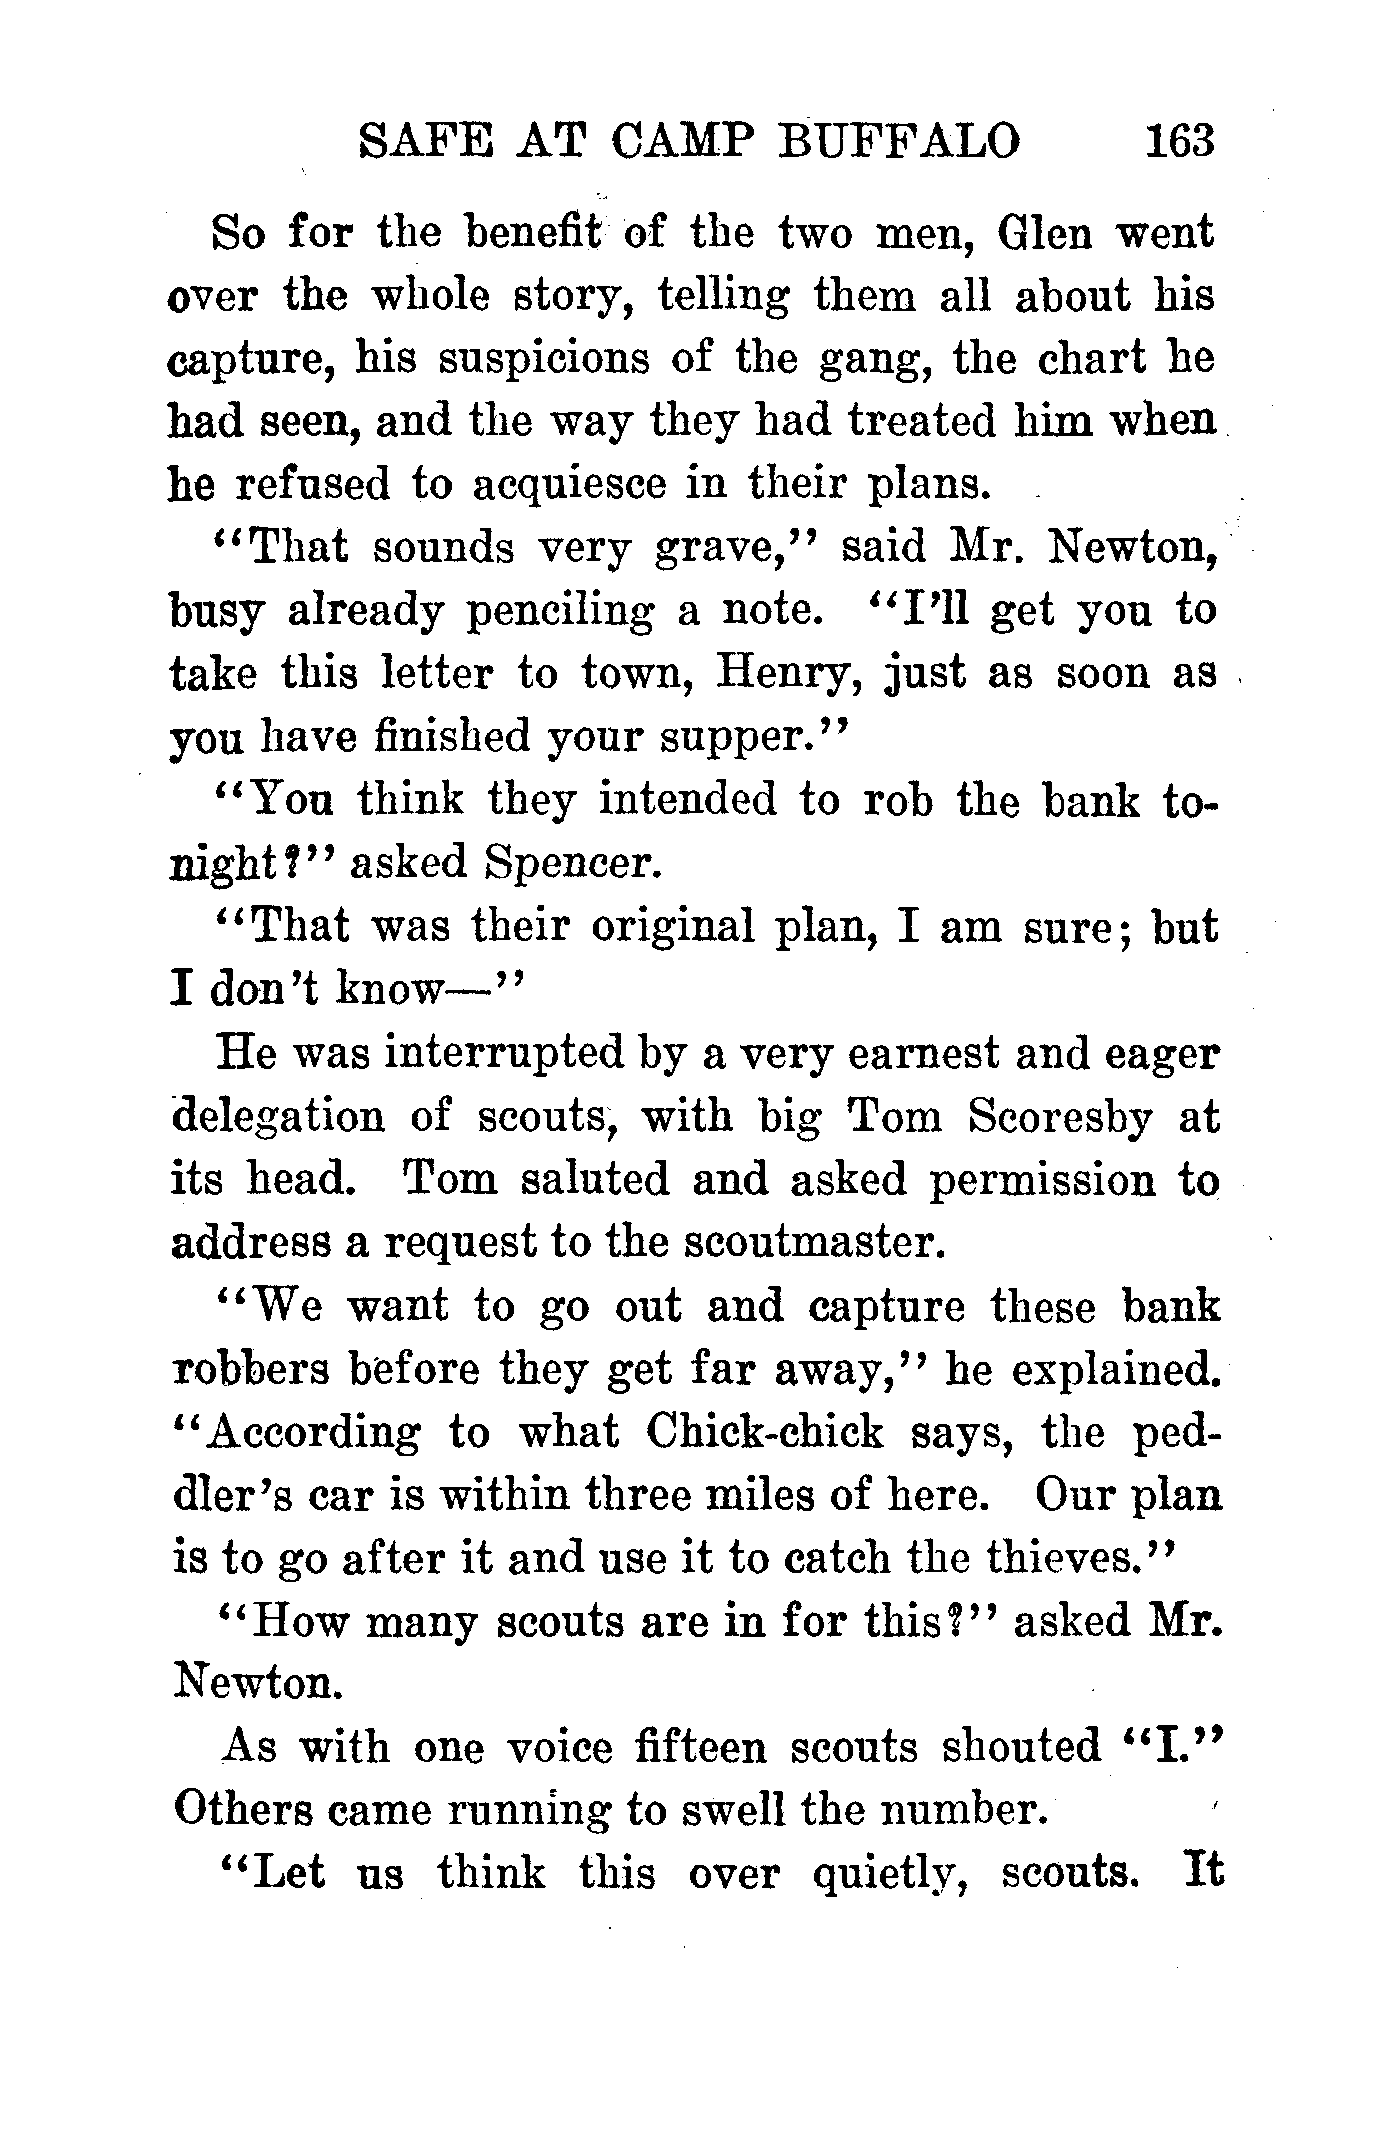 SAFE AT CAMP BUFFALO 163
So for the benefit of the two men, Glen went
over the whole story, telling them all about his
capture, his suspicions of the gang, the chart he
had seen, and the way they had treated him when
he refused to acquiesce in their plans.
"That sounds very grave," said Mr. Newton,
busy already penciling a note. "I'll get you to
take this letter to town, Henry, just as soon as
you have finished your supper."
"You think they intended to rob the bank to-
night?" asked Spencer.
"That was their original plan, I am sure; but
I don't know—"
He was interrupted by a very earnest and eager
delegation of scouts, with big Tom Scoresby at
its head. Tom saluted and asked permission to
address a request to the scoutmaster.
"We want to go out and capture these bank
robbers before they get far away," he explained.
"According to what Chick-chick says, the ped-
dler's car is within three miles of here. Our plan
is to go after it and use it to catch the thieves."
"How many scouts are in for this?" asked Mr.
Newton.
As with one voice fifteen scouts shouted "I."
Others came running to swell the number.
"Let us think this over quietly, scouts. It